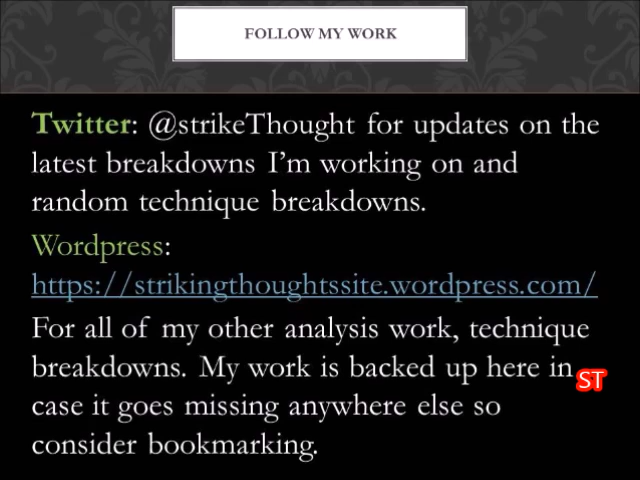 FOLLOW MY WORK
Twitter: @strikeThought for updates on the
latest breakdowns I'm working on and
random technique breakdowns.
Wordpress:
https://strikingthoughtssite.wordpress.com/
For all of my other analysis work, technique
breakdowns. My work is backed up here in
case it goes missing anywhere else so
consider bookmarking.
ST